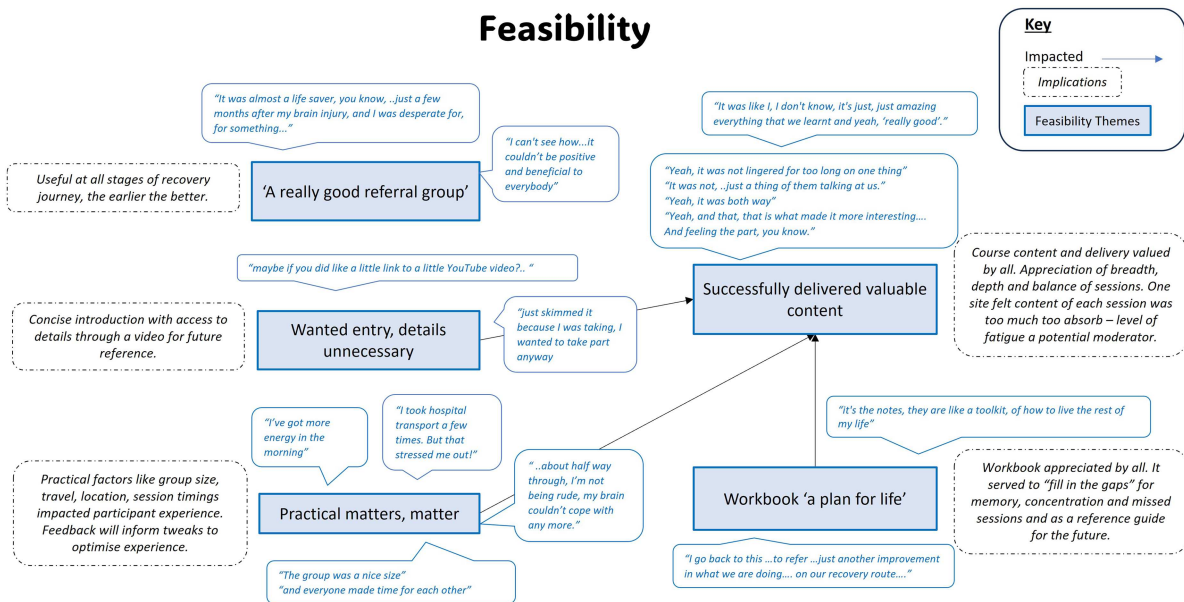 Feasibility
Key
Impacted
Implications
Feasibility Themes
“It was almost a life saver, you know, ..just a few
months after my brain injury, and I was desperate for,
for something...”
“I can't see how...it
couldn’t be positive
and beneficial to
everybody”
Useful at all stages of recovery
journey, the earlier the better.
‘A really good referral group’
“It was like I, I don't know, it's just, just amazing
everything that we learnt and yeah, ‘really good’.”
“Yeah, it was not lingered for too long on one thing”
“It was not, ..just a thing of them talking at us.”
“Yeah, it was both way”
“Yeah, and that, that is what made it more interesting….
And feeling the part, you know.”
“maybe if you did like a little link to a little YouTube video?.. ”
Concise introduction with access to
details through a video for future
reference.
Wanted entry, details
unnecessary
“just skimmed it
because I was taking, I
wanted to take part
anyway
Successfully delivered valuable
content
Course content and delivery valued
by all. Appreciation of breadth,
depth and balance of sessions. One
site felt content of each session was
too much too absorb – level of
fatigue a potential moderator.
“I’ve got more
energy in the
morning”
“I took hospital
transport a few
times. But that
stressed me out!”
“ ..about half way
through, I’m not
being rude, my brain
couldn’t cope with
any more.”
Practical factors like group size,
travel, location, session timings
impacted participant experience.
Feedback will inform tweaks to
optimise experience.
Practical matters, matter
“The group was a nice size”
“and everyone made time for each other”
“it's the notes, they are like a toolkit, of how to live the rest of
my life”
Workbook ‘a plan for life’
Workbook appreciated by all. It
served to “fill in the gaps” for
memory, concentration and missed
sessions and as a reference guide
for the future.
“I go back to this …to refer …just another improvement
in what we are doing…. on our recovery route….”